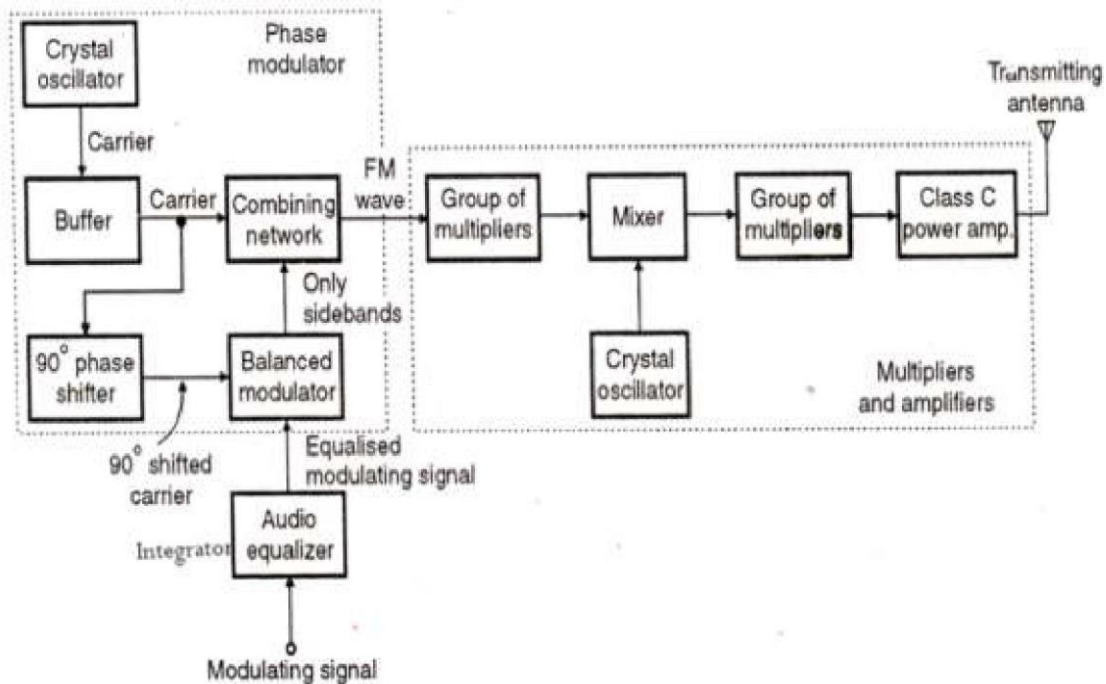 Phase
modulator
Crystal
oscillator
Carrier
Transmitting
antenna
Buffer
Carrier
Combining
network
FM
wave
Group of
multipliers
Mixer
Group of
multipliers
Class C
power amp.
Only
sidebands
90° phase
shifter
Balanced
modulator
Crystal
oscillator
Multipliers
and amplifiers
90° shifted
carrier
Equalised
modulating signal
Integrator
Audio
equalizer
Modulating signal